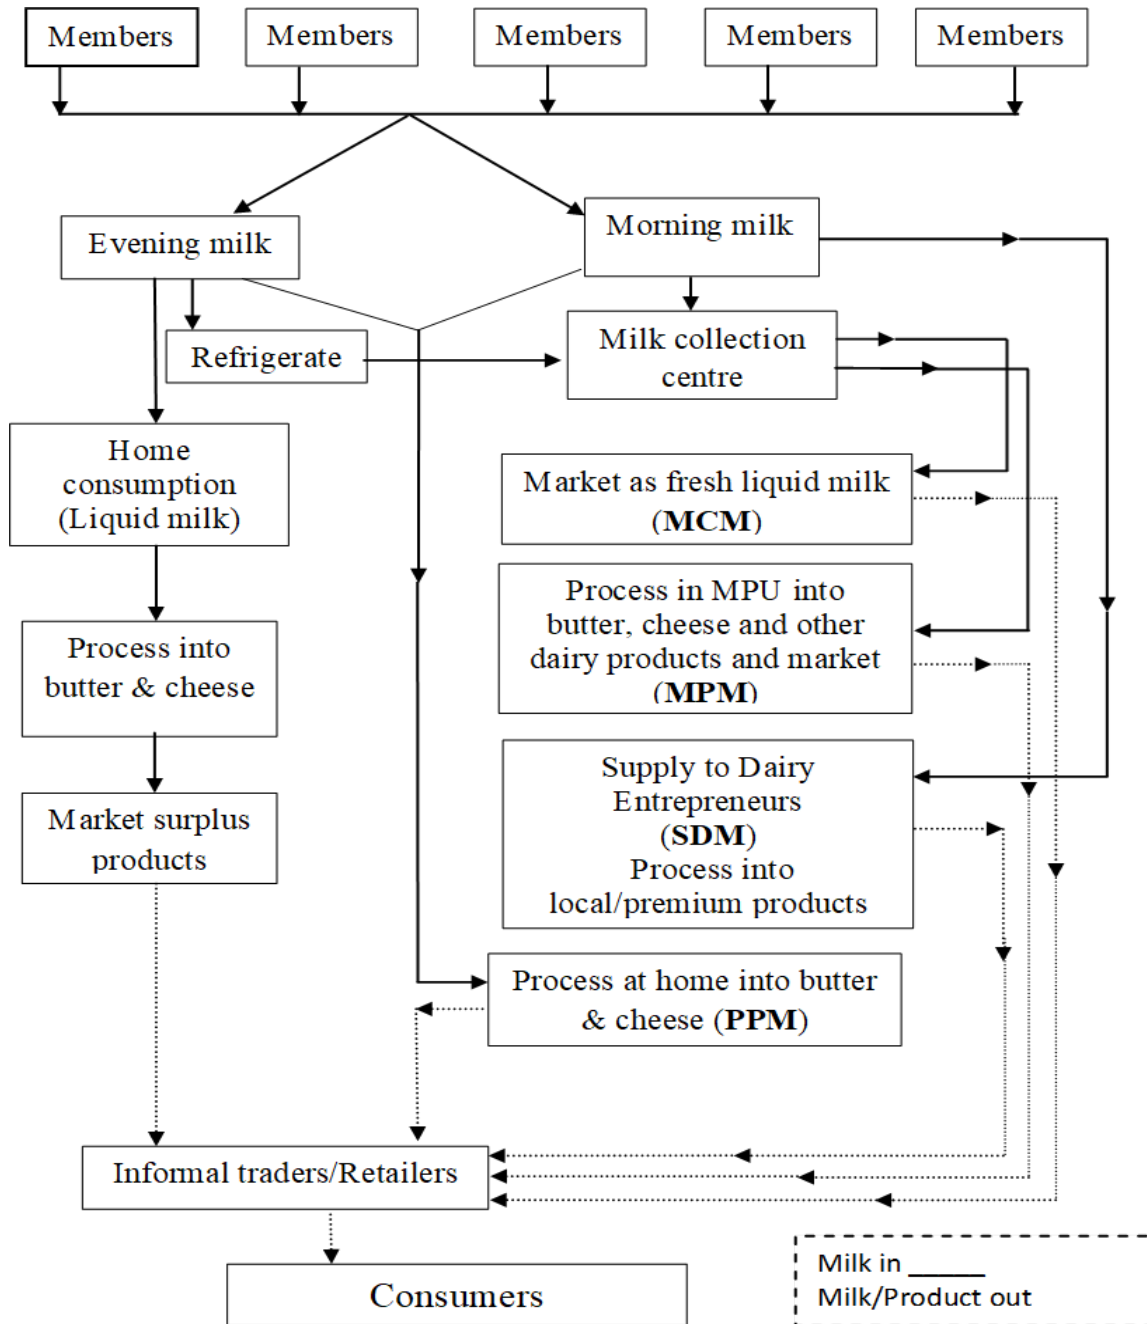 Members
Members
Members
Members
Members
Evening milk
Morning milk
Refrigerate
Milk collection
centre
Home
consumption
(Liquid milk)
Market as fresh liquid milk
(MCM)
Process in MPU into
butter, cheese and other
dairy products and market
(MPM)
Process into
butter & cheese
Supply to Dairy
Entrepreneurs
(SDM)
Process into
local/premium products
Market surplus
products
Process at home into butter
& cheese (PPM)
Informal traders/Retailers
Consumers
Milk in ______
Milk/Product out